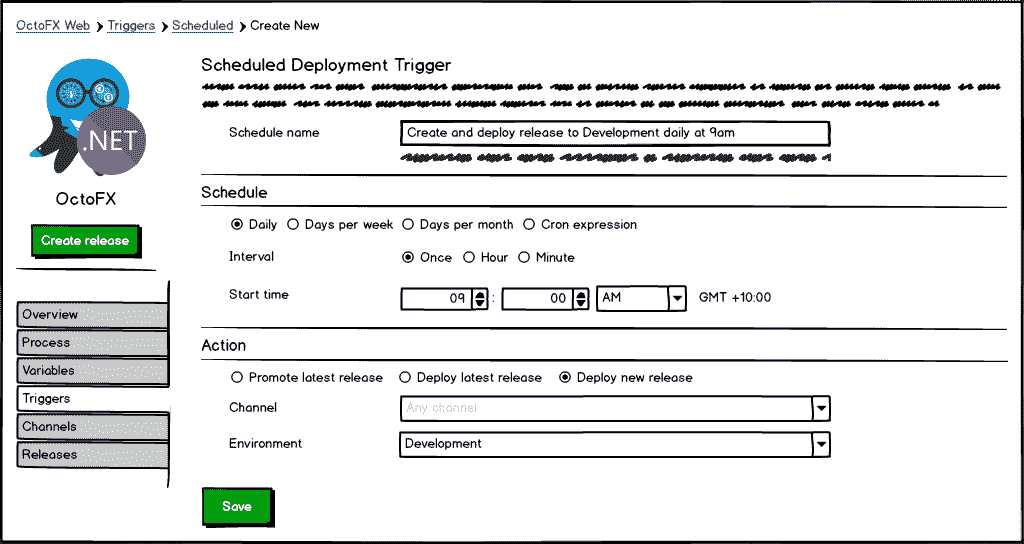 OctoFX Web > Triggers > Scheduled > Create New
.NET
OctoFX
Create release
Overview
Process
Variables
Triggers
Channels
Releases
Scheduled Deployment Trigger
Schedule name Create and deploy release to Development daily at 9am
Schedule
Daily Days per week Days per month Cron expression
Interval Once Hour Minute
Start time 09 : 00 AM GMT +10:00
Action
Promote latest release Deploy latest release Deploy new release
Channel Any channel
Environment Development
Save